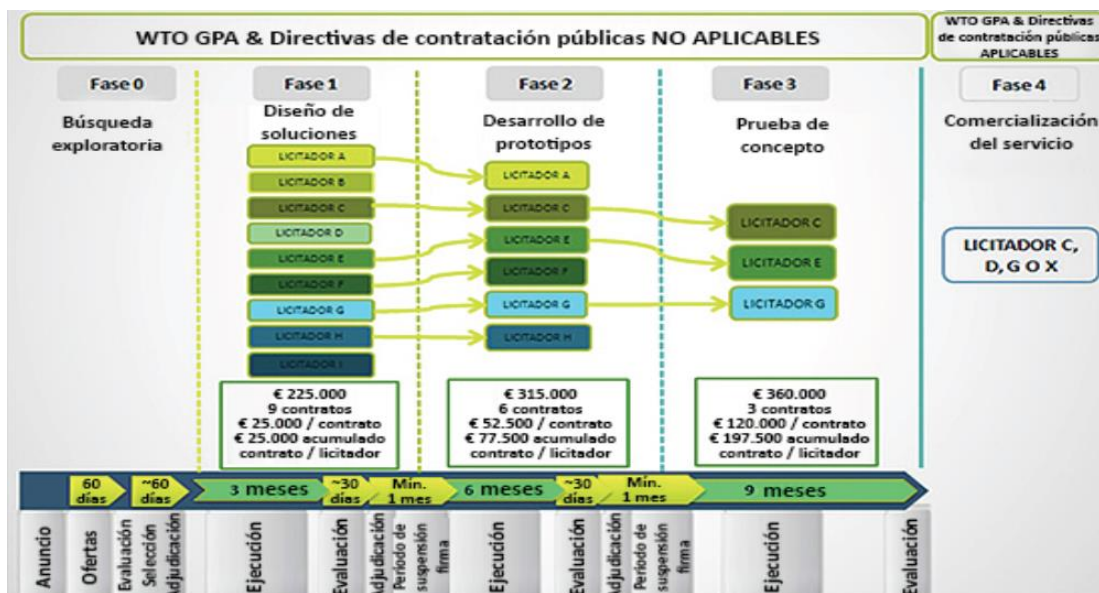 WTO GPA & Directivas de contratación públicas NO APLICABLES
WTO GPA & Directivas
de contratación públicas
APLICABLES
Fase 0
Búsqueda
exploratoria
Fase 1
Diseño de
soluciones
LICITADOR A
LICITADOR B
LICITADOR C
LICITADOR D
LICITADOR E
LICITADOR F
LICITADOR G
LICITADOR H
LICITADOR I
€ 225.000
9 contratos
€ 25.000 / contrato
€ 25.000 acumulado
contrato / licitador
Fase 2
Desarrollo de
prototipos
LICITADOR A
LICITADOR C
LICITADOR E
LICITADOR F
LICITADOR G
LICITADOR H
€ 315.000
6 contratos
€ 52.500 / contrato
€ 77.500 acumulado
contrato / licitador
Fase 3
Prueba de
concepto
LICITADOR C
LICITADOR E
LICITADOR G
€ 360.000
3 contratos
€ 120.000 / contrato
€ 197.500 acumulado
contrato / licitador
Fase 4
Comercialización
del servicio
LICITADOR C,
D, G O X
60
días
~60
días
3 meses
~30
días
Mín.
1 mes
6 meses
~30
días
Mín.
1 mes
9 meses
Anuncio
Ofertas
Evaluación
Selección
Adjudicación
Ejecución
Evaluación
Adjudicación
Período de
suspensión
firma
Ejecución
Evaluación
Adjudicación
Período de
suspensión
firma
Ejecución
Evaluación